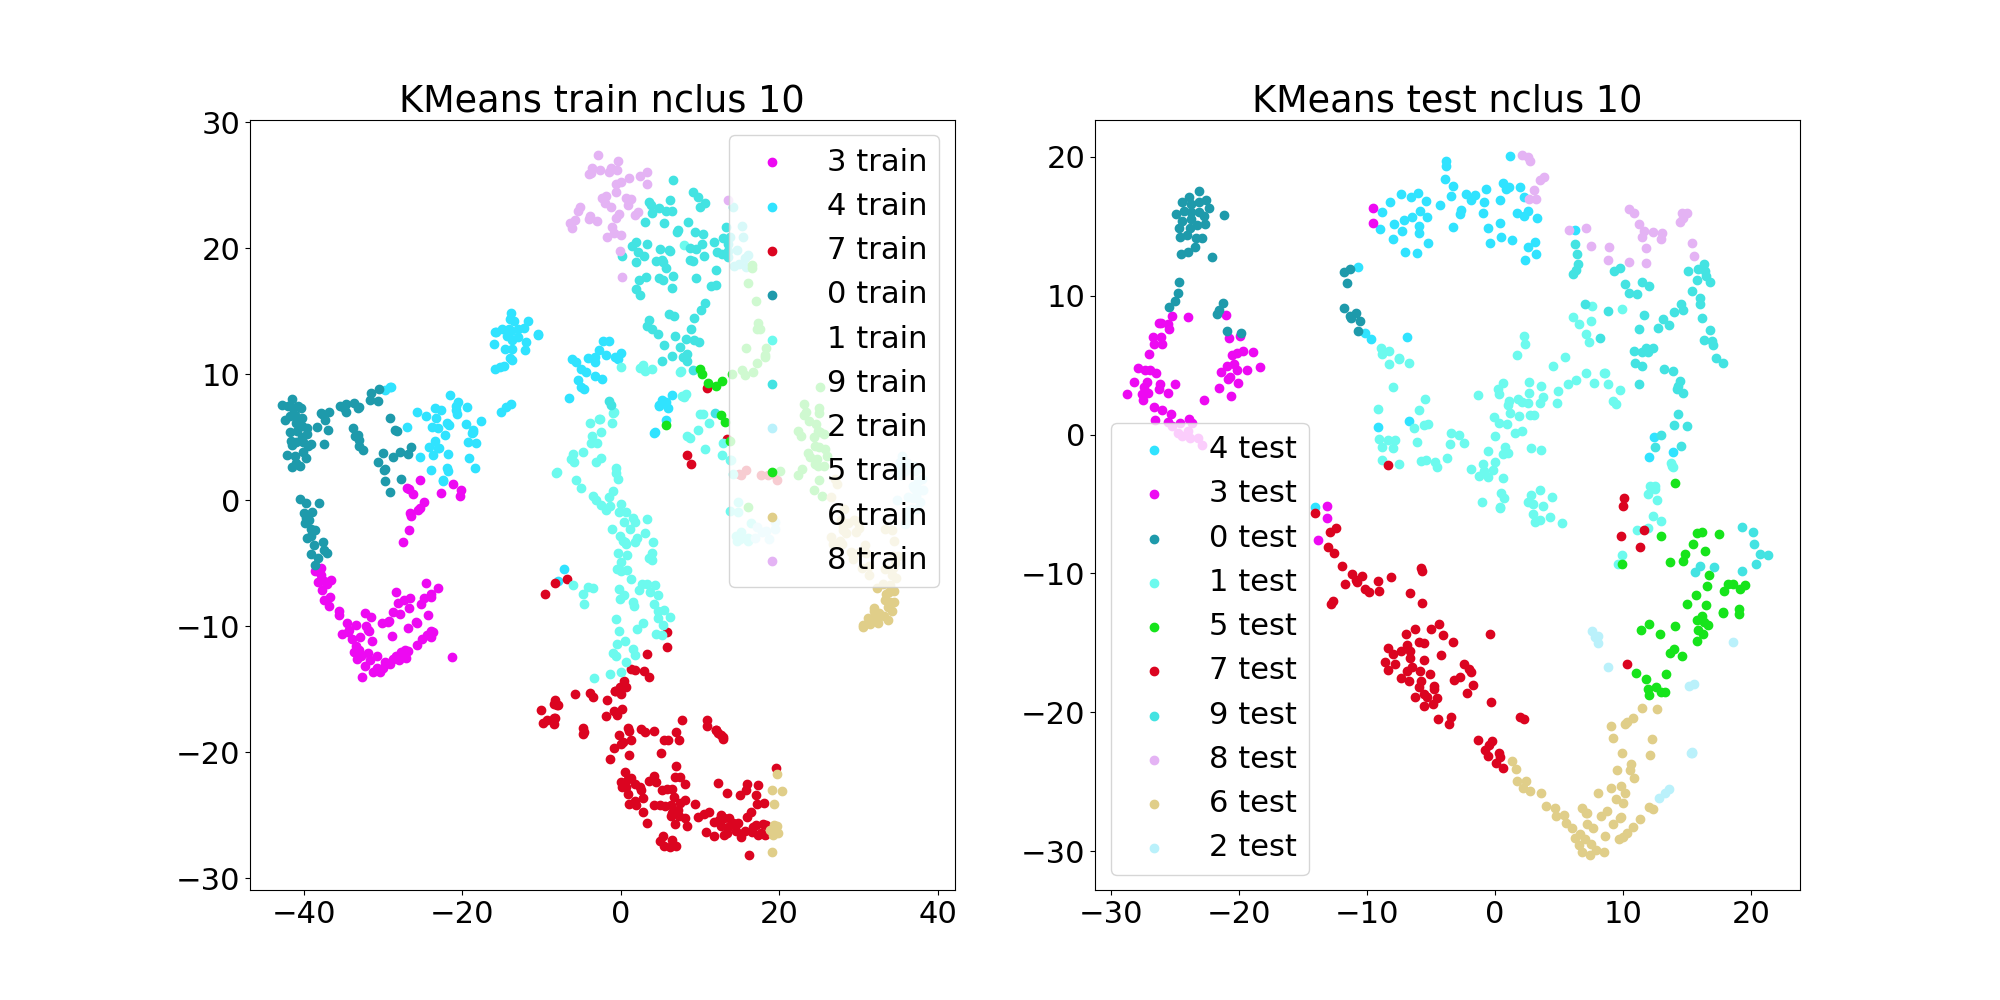 KMeans train nclus 10
30
20
10
0
−10
−20
−30
−40
−20
0
20
40
3 train
4 train
7 train
0 train
1 train
9 train
2 train
5 train
6 train
8 train
KMeans test nclus 10
20
10
0
−10
−20
−30
−30
−20
−10
0
10
20
4 test
3 test
0 test
1 test
5 test
7 test
9 test
8 test
6 test
2 test